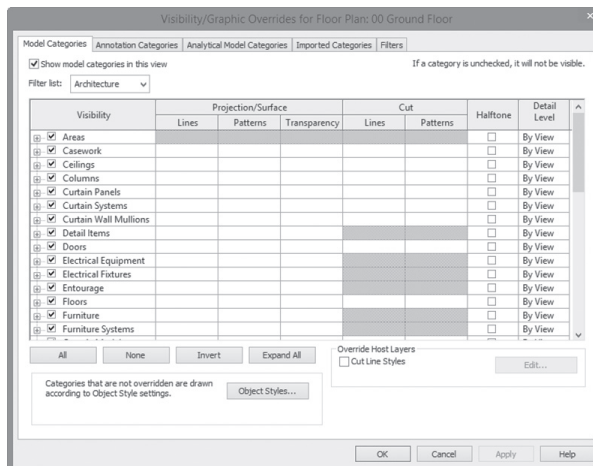 Visibility/Graphic Overrides for Floor Plan: 00 Ground Floor
Model Categories Annotation Categories Analytical Model Categories Imported Categories Filters
Show model categories in this view If a category is unchecked, it will not be visible.
Filter list: Architecture
Visibility Projection/Surface Cut Halftone Detail Level
Lines Patterns Transparency Lines Patterns
Areas By View
Casework By View
Ceilings By View
Columns By View
Curtain Panels By View
Curtain Systems By View
Curtain Wall Mullions By View
Detail Items By View
Doors By View
Electrical Equipment By View
Electrical Fixtures By View
Entourage By View
Floors By View
Furniture By View
Furniture Systems By View
All None Invert Expand All
Override Host Layers
Cut Line Styles Edit...
Categories that are not overridden are drawn
according to Object Style settings. Object Styles...
OK Cancel Apply Help